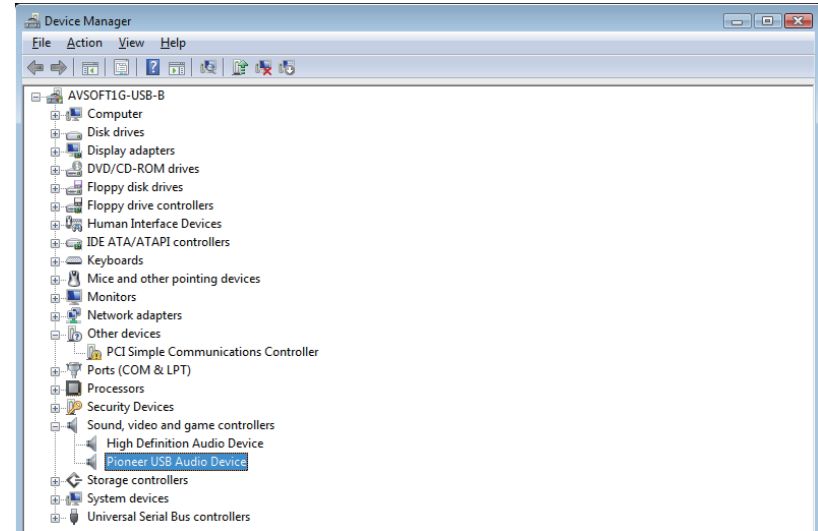 Device Manager
File Action View Help
AVSOFT1G-USB-B
Computer
Disk drives
Display adapters
DVD/CD-ROM drives
Floppy disk drives
Floppy drive controllers
Human Interface Devices
IDE ATA/ATAPI controllers
Keyboards
Mice and other pointing devices
Monitors
Network adapters
Other devices
PCI Simple Communications Controller
Ports (COM & LPT)
Processors
Security Devices
Sound, video and game controllers
High Definition Audio Device
Pioneer USB Audio Device
Storage controllers
System devices
Universal Serial Bus controllers